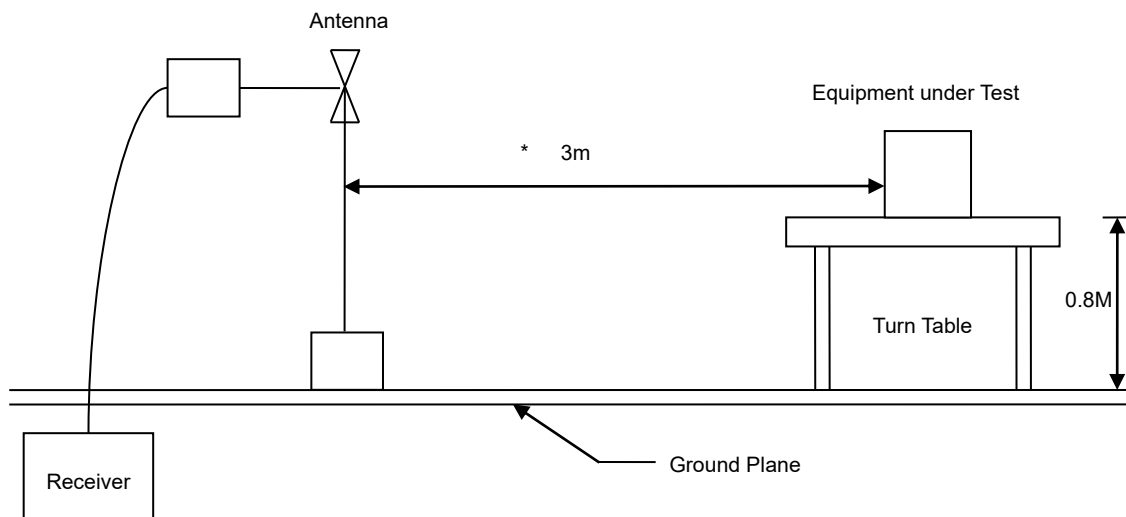 Antenna
Equipment under Test
* 3m
0.8M
Turn Table
Ground Plane
Receiver